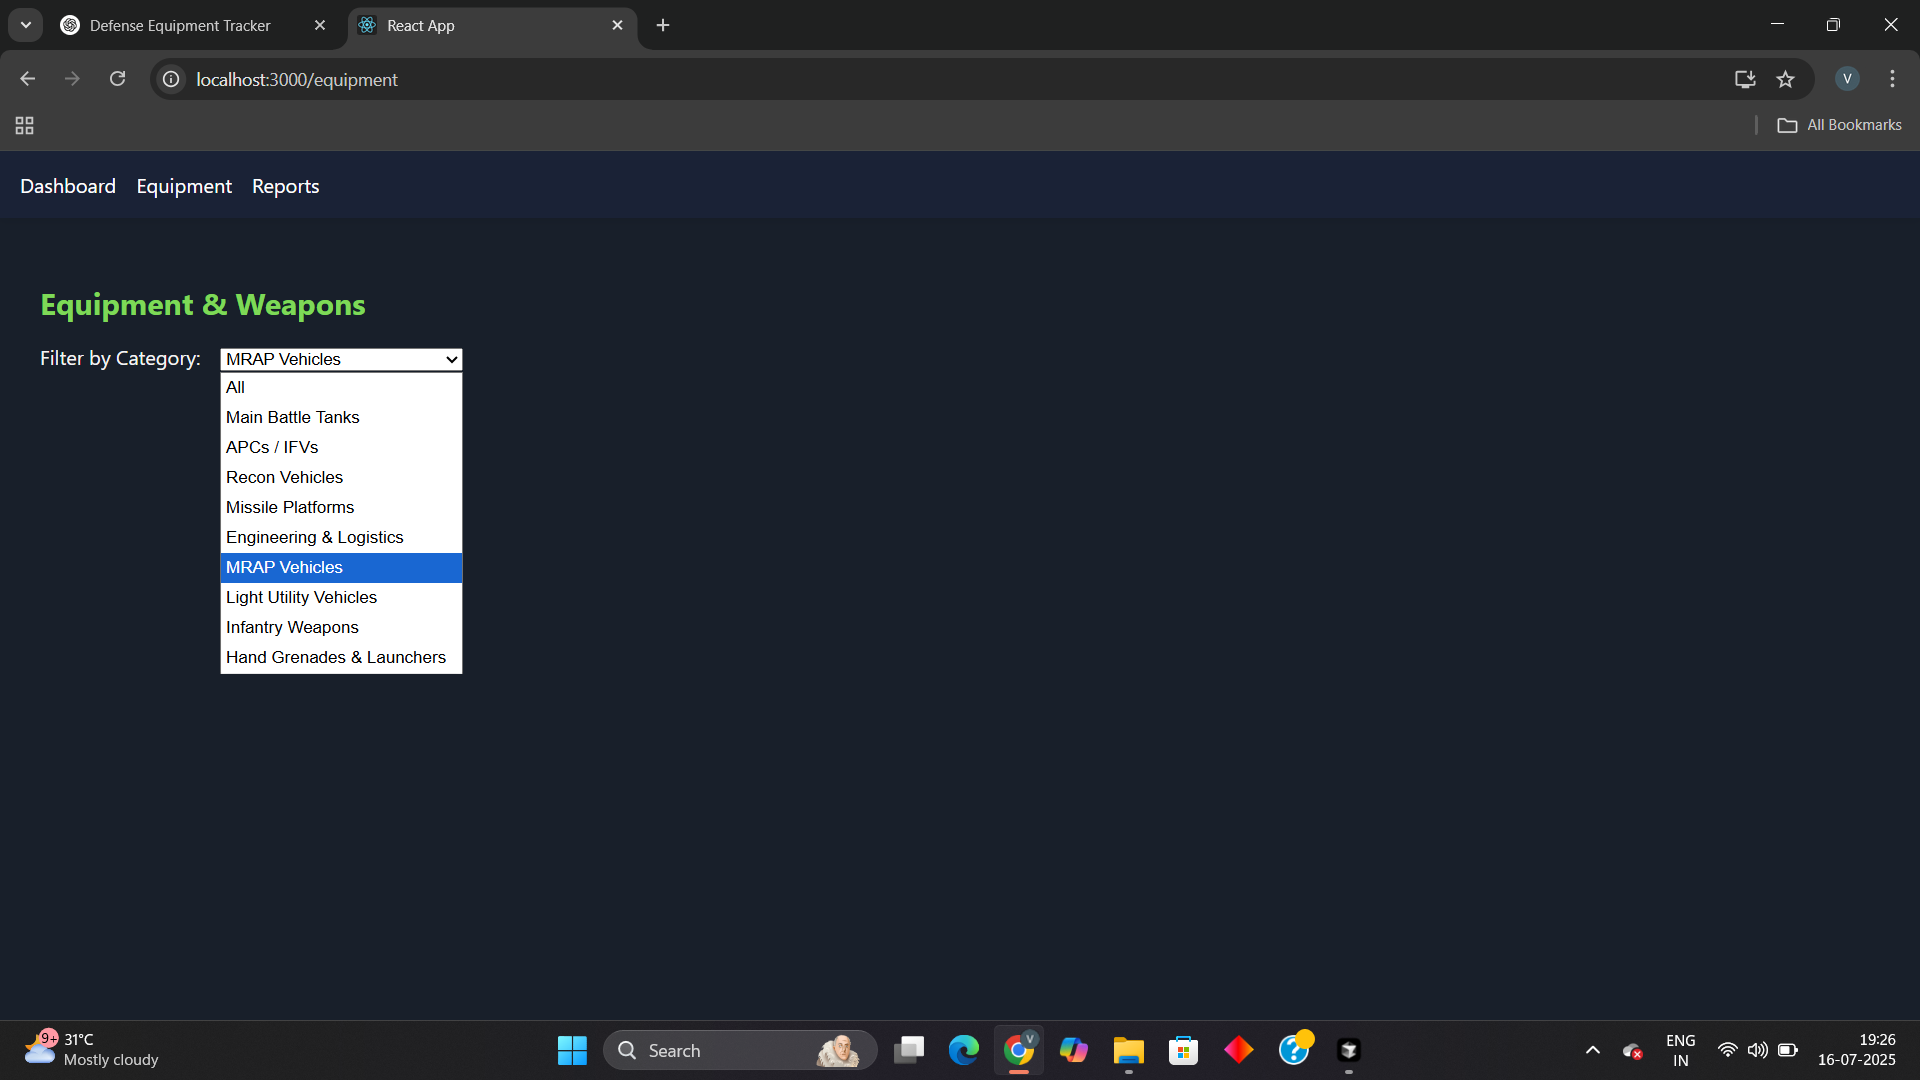 Defense Equipment Tracker
React App
localhost:3000/equipment
V
All Bookmarks
Dashboard Equipment Reports
Equipment & Weapons
Filter by Category: MRAP Vehicles
All
Main Battle Tanks
APCs / IFVs
Recon Vehicles
Missile Platforms
Engineering & Logistics
MRAP Vehicles
Light Utility Vehicles
Infantry Weapons
Hand Grenades & Launchers
9+
31°C
Mostly cloudy
Search
V
ENG
IN
19:26
16-07-2025